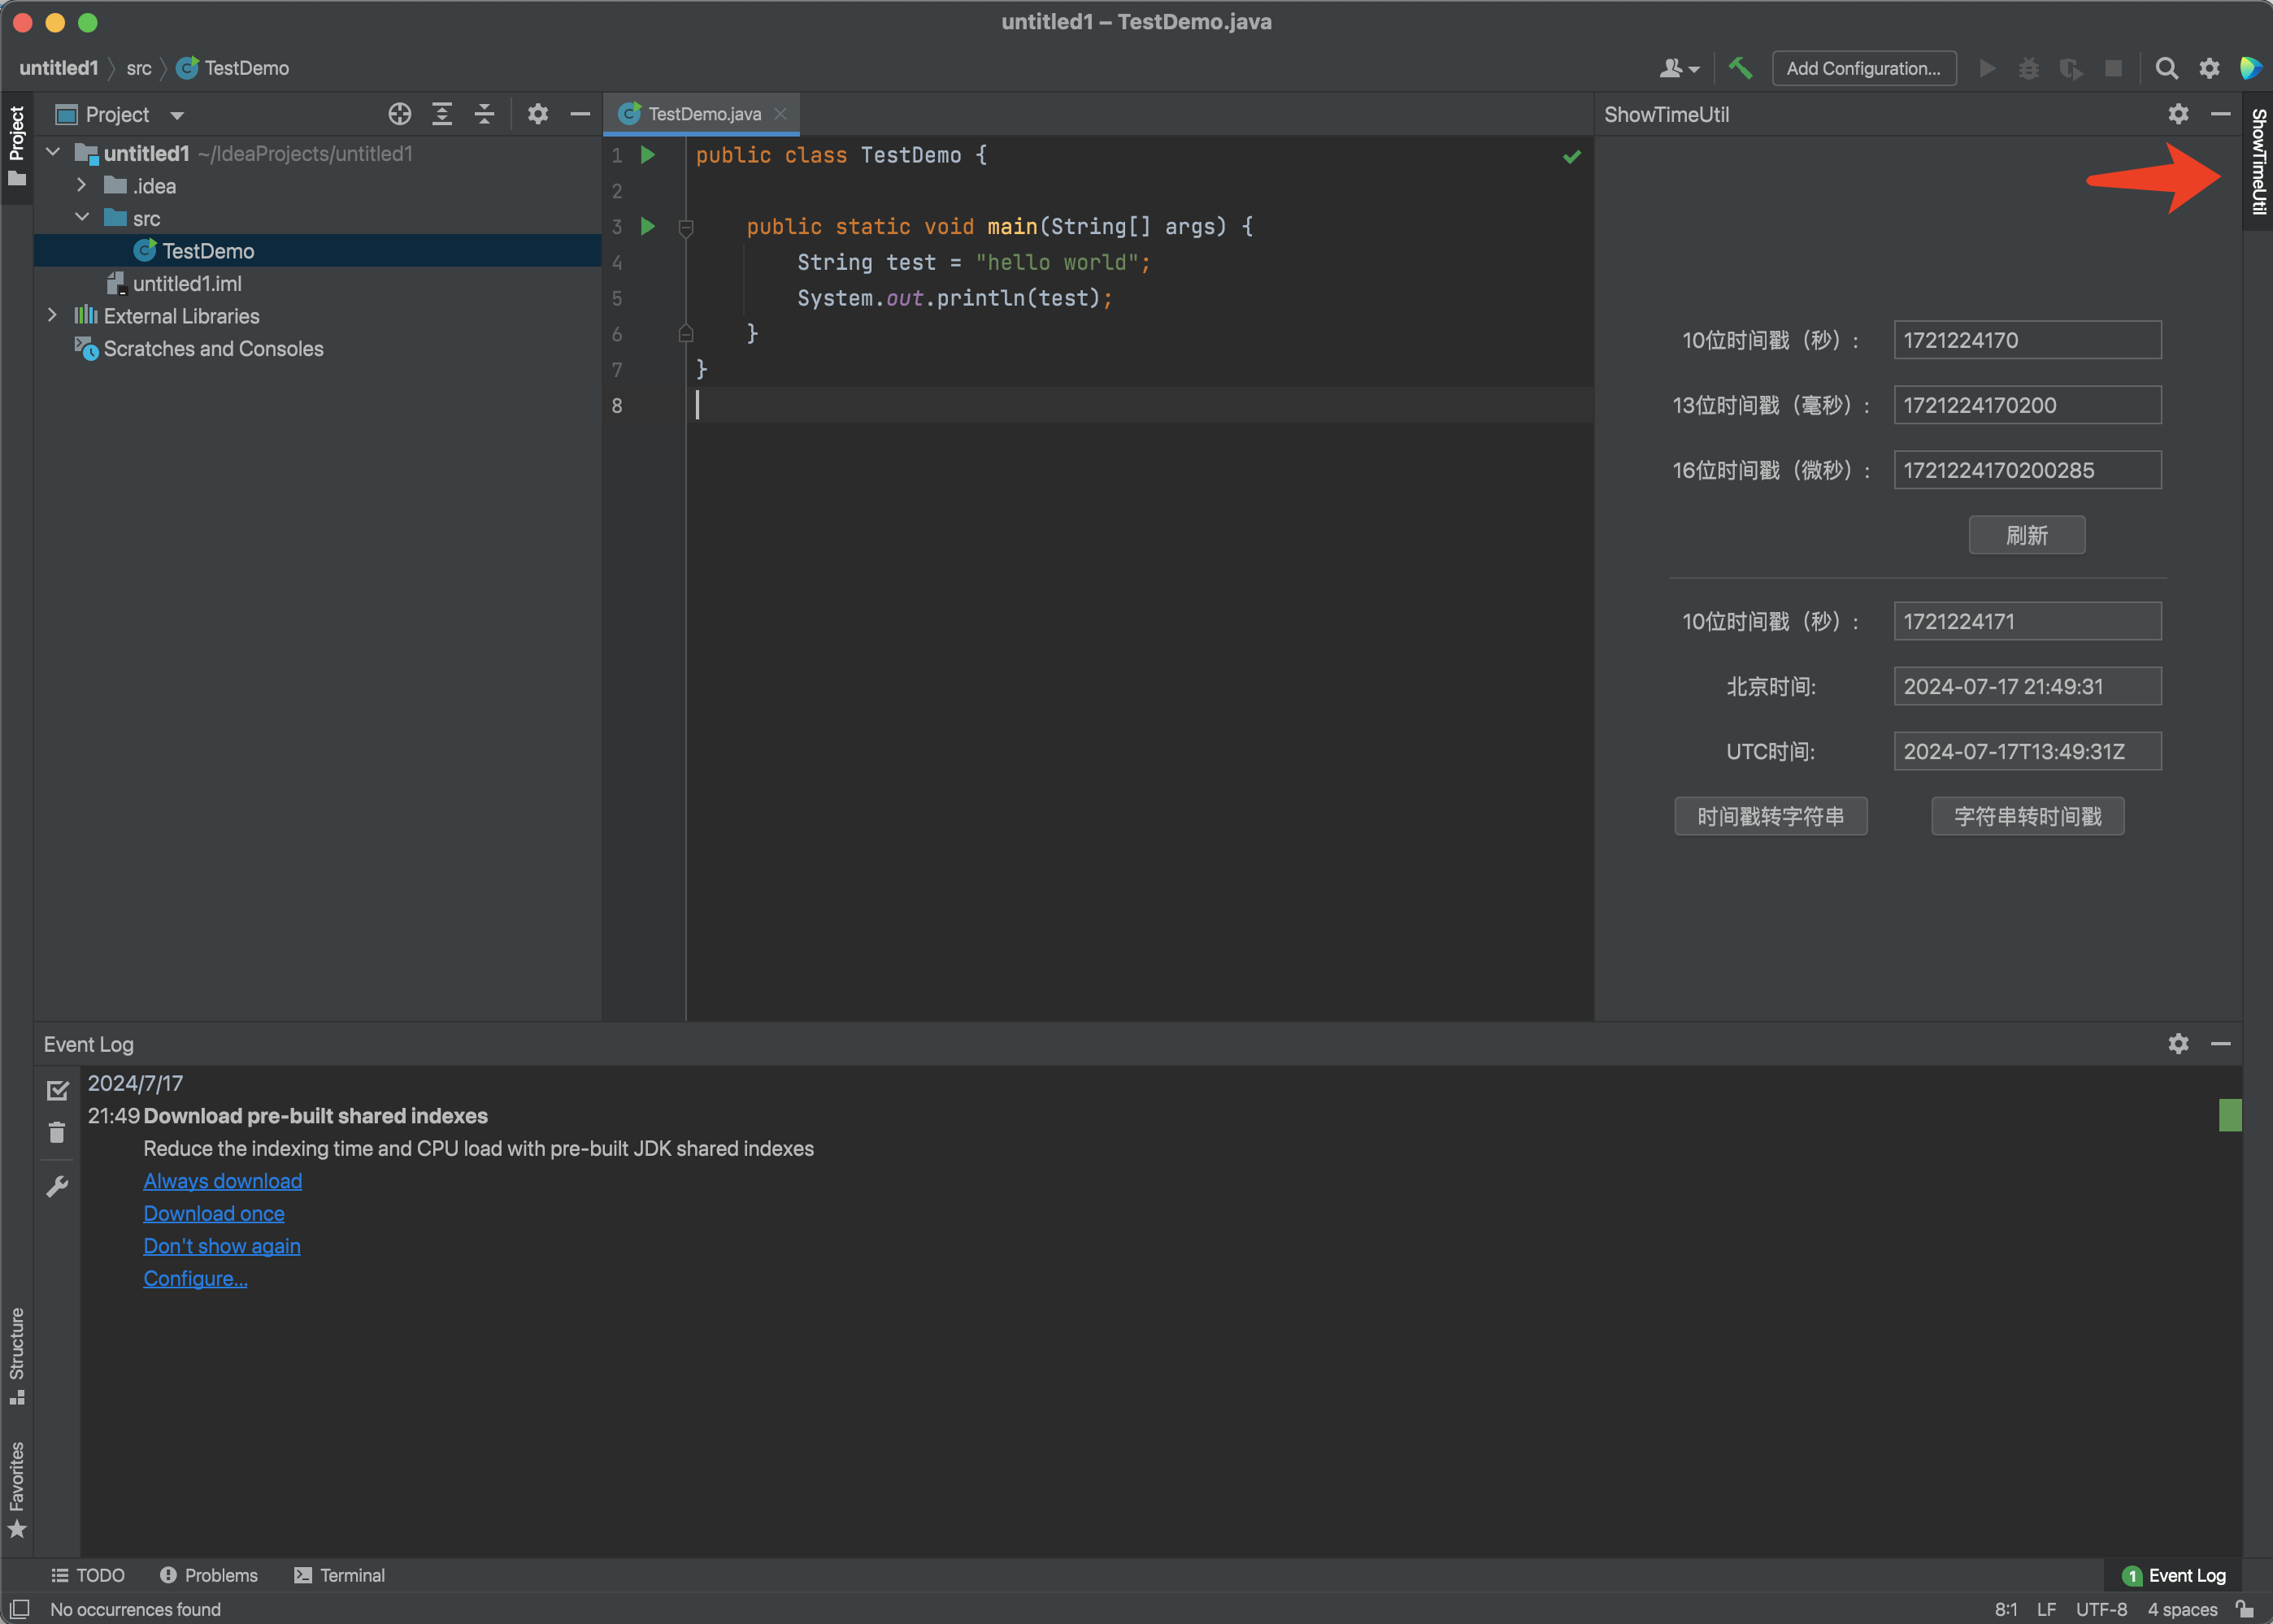 untitled1 – TestDemo.java
untitled1 src TestDemo
Add Configuration...
Project
Project
untitled1 ~/IdeaProjects/untitled1
.idea
src
TestDemo
untitled1.iml
External Libraries
Scratches and Consoles
TestDemo.java
1 public class TestDemo {
2
3 public static void main(String[] args) {
4 String test = "hello world";
5 System.out.println(test);
6 }
7 }
8
ShowTimeUtil
ShowTimeUtil
10位时间戳（秒）: 1721224170
13位时间戳（毫秒）: 1721224170200
16位时间戳（微秒）: 1721224170200285
刷新
10位时间戳（秒）: 1721224171
北京时间: 2024-07-17 21:49:31
UTC时间: 2024-07-17T13:49:31Z
时间戳转字符串 字符串转时间戳
Event Log
2024/7/17
21:49 Download pre-built shared indexes
Reduce the indexing time and CPU load with pre-built JDK shared indexes
Always download
Download once
Don't show again
Configure...
Structure
Favorites
TODO Problems Terminal
1 Event Log
No occurrences found
8:1 LF UTF-8 4 spaces